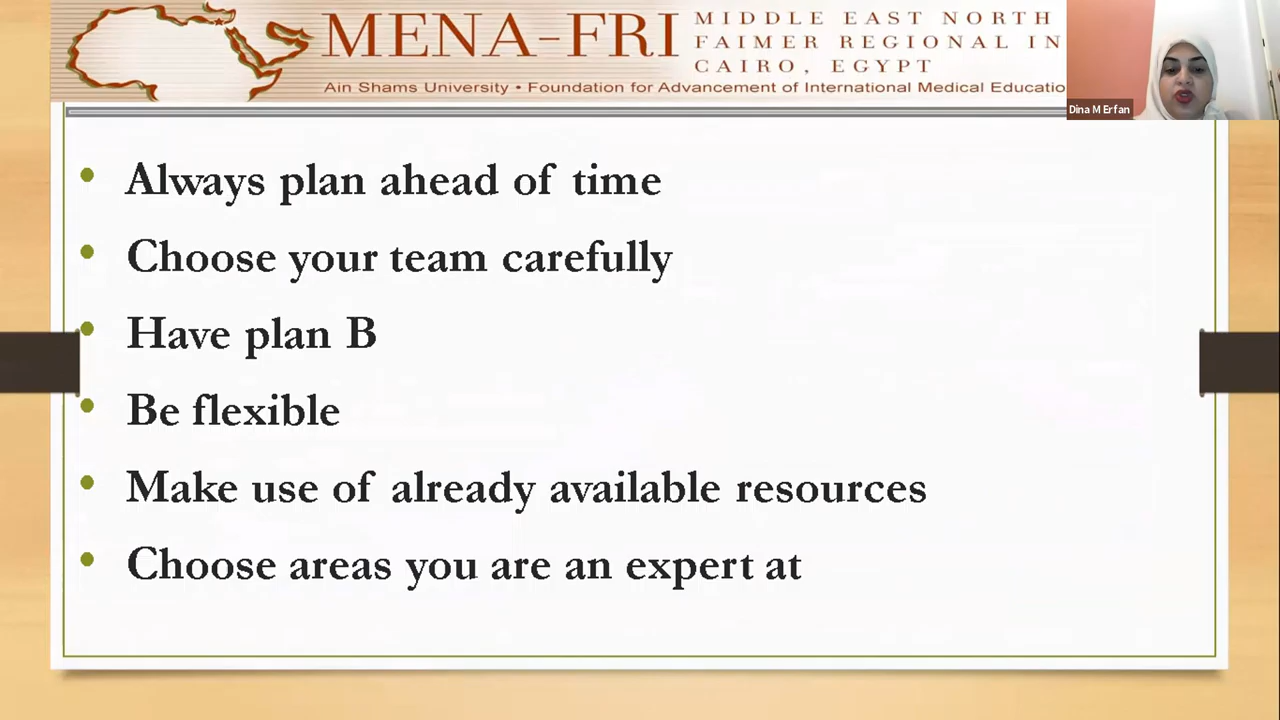 MENA-FRI
MIDDLE EAST NORTH
FAIMER REGIONAL IN
CAIRO, EGYPT
Ain Shams University • Foundation for Advancement of International Medical Educatio
Dina M Erfan
• Always plan ahead of time
• Choose your team carefully
• Have plan B
• Be flexible
• Make use of already available resources
• Choose areas you are an expert at